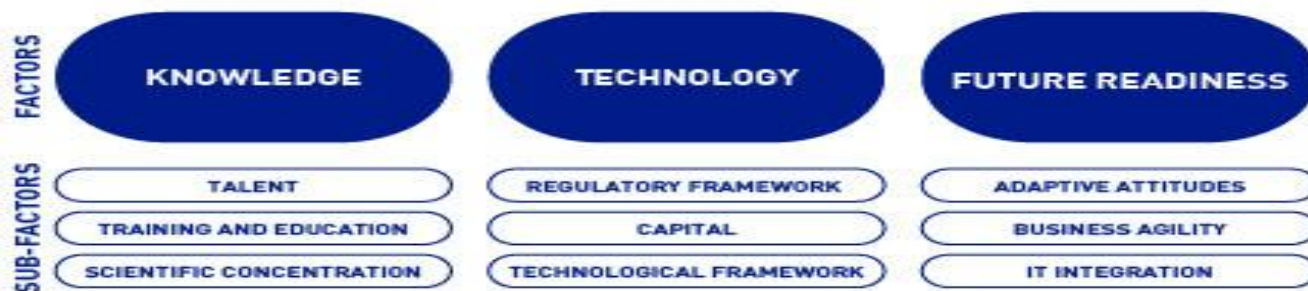 FACTORS
KNOWLEDGE
TECHNOLOGY
FUTURE READINESS
SUB-FACTORS
TALENT
REGULATORY FRAMEWORK
ADAPTIVE ATTITUDES
TRAINING AND EDUCATION
CAPITAL
BUSINESS AGILITY
SCIENTIFIC CONCENTRATION
TECHNOLOGICAL FRAMEWORK
IT INTEGRATION